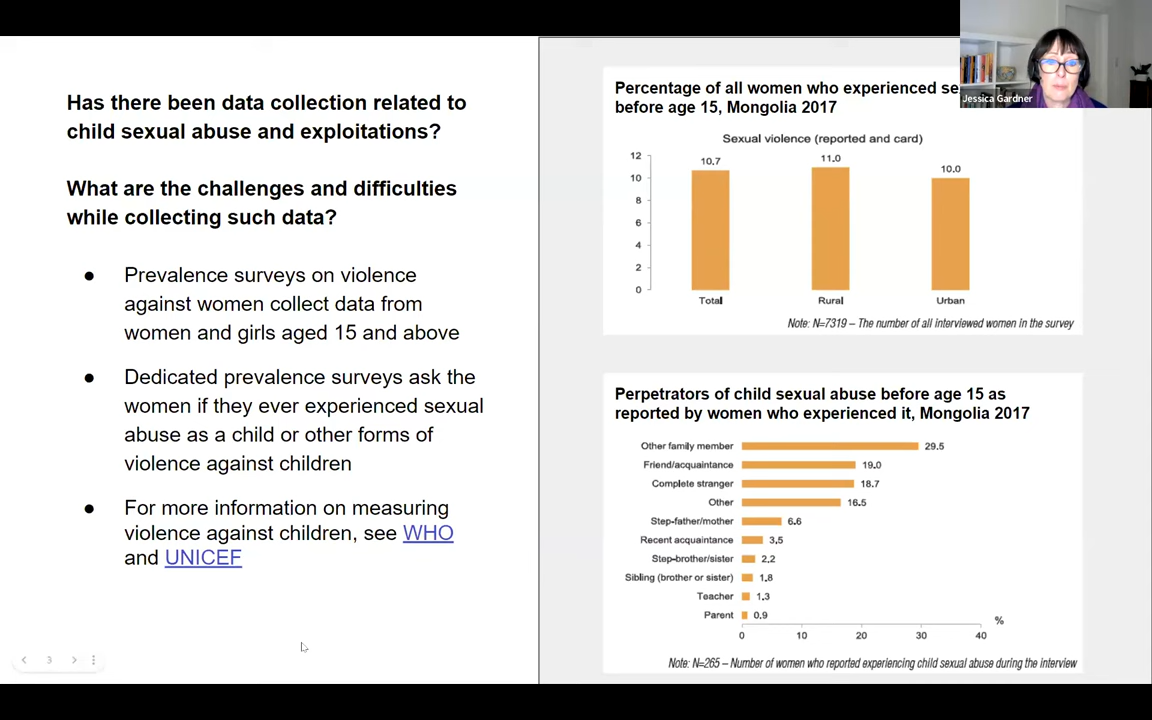 Has there been data collection related to
child sexual abuse and exploitations?
What are the challenges and difficulties
while collecting such data?
● Prevalence surveys on violence
against women collect data from
women and girls aged 15 and above
● Dedicated prevalence surveys ask the
women if they ever experienced sexual
abuse as a child or other forms of
violence against children
● For more information on measuring
violence against children, see WHO
and UNICEF
3
Percentage of all women who experienced se
before age 15, Mongolia 2017
Jessica Gardner
Sexual violence (reported and card)
12
10
8
6
4
2
0
10.7
11.0
10.0
Total
Rural
Urban
Note: N=7319 – The number of all interviewed women in the survey
Perpetrators of child sexual abuse before age 15 as
reported by women who experienced it, Mongolia 2017
Other family member 29.5
Friend/acquaintance 19.0
Complete stranger 18.7
Other 16.5
Step-father/mother 6.6
Recent acquaintance 3.5
Step-brother/sister 2.2
Sibling (brother or sister) 1.8
Teacher 1.3
Parent 0.9
%
0 10 20 30 40
Note: N=265 – Number of women who reported experiencing child sexual abuse during the interview